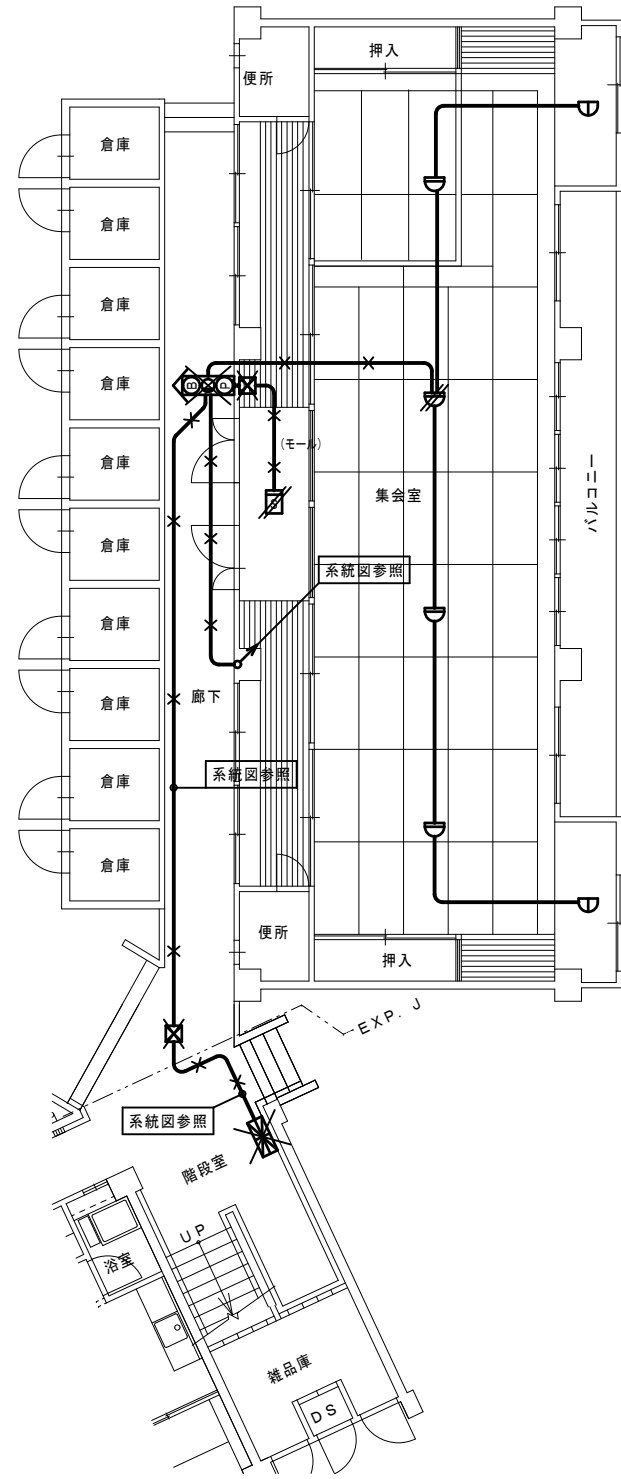 押入
便所
倉庫
倉庫
倉庫
倉庫
B
P
(モール)
S
倉庫
集会室
バルコニー
倉庫
系統図参照
倉庫
廊下
倉庫
系統図参照
倉庫
倉庫
便所
押入
EXP. J
系統図参照
階段室
UP
浴室
雑品庫
DS